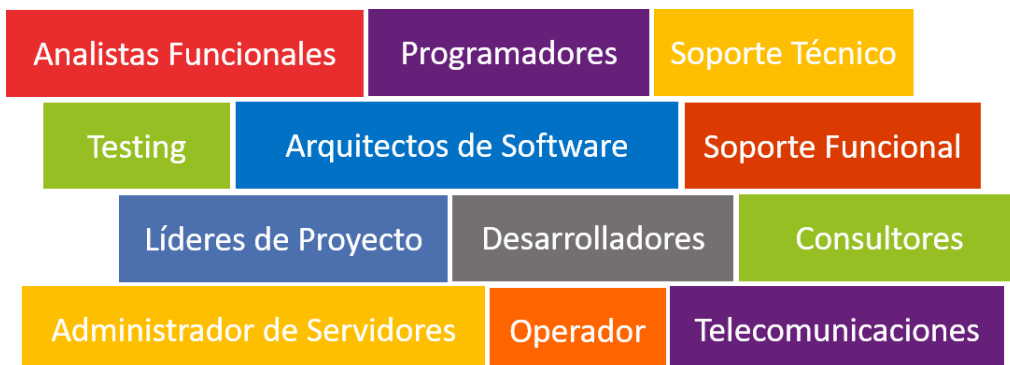 Analistas Funcionales
Programadores
Soporte Técnico
Testing
Arquitectos de Software
Soporte Funcional
Líderes de Proyecto
Desarrolladores
Consultores
Administrador de Servidores
Operador
Telecomunicaciones